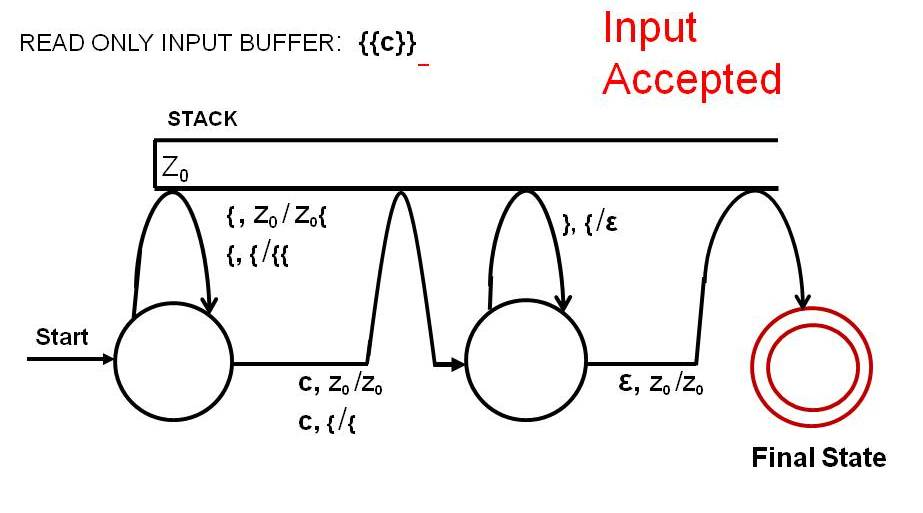 READ ONLY INPUT BUFFER: {{c}}_
Input
Accepted
STACK
Z₀
{, Z₀/Z₀{
{, {/{{
}, {/ε
Start
c, z₀/z₀
c, {/{
ε, z₀/z₀
Final State